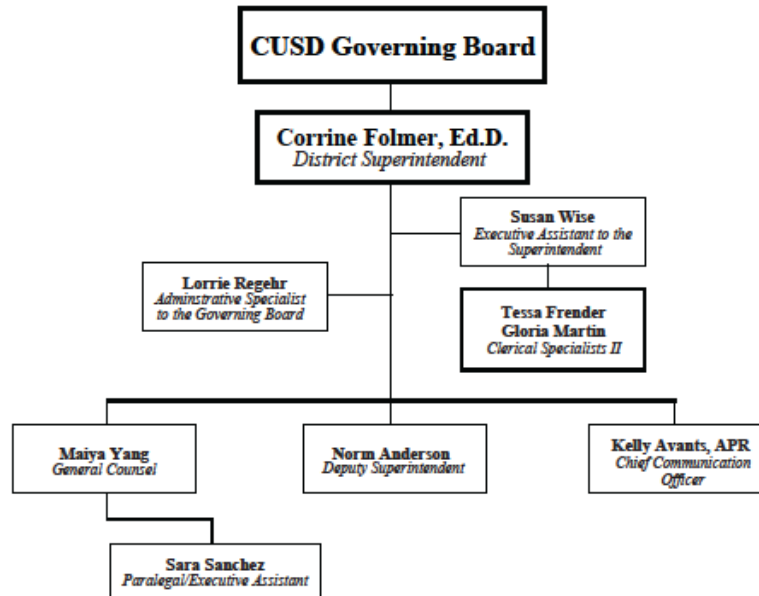 CUSD Governing Board
Corrine Folmer, Ed.D.
District Superintendent
Susan Wise
Executive Assistant to the
Superintendent
Lorrie Regehr
Adminstrative Specialist
to the Governing Board
Tessa Frender
Gloria Martin
Clerical Specialists II
Maiya Yang
General Counsel
Norm Anderson
Deputy Superintendent
Kelly Avants, APR
Chief Communication
Officer
Sara Sanchez
Paralegal/Executive Assistant